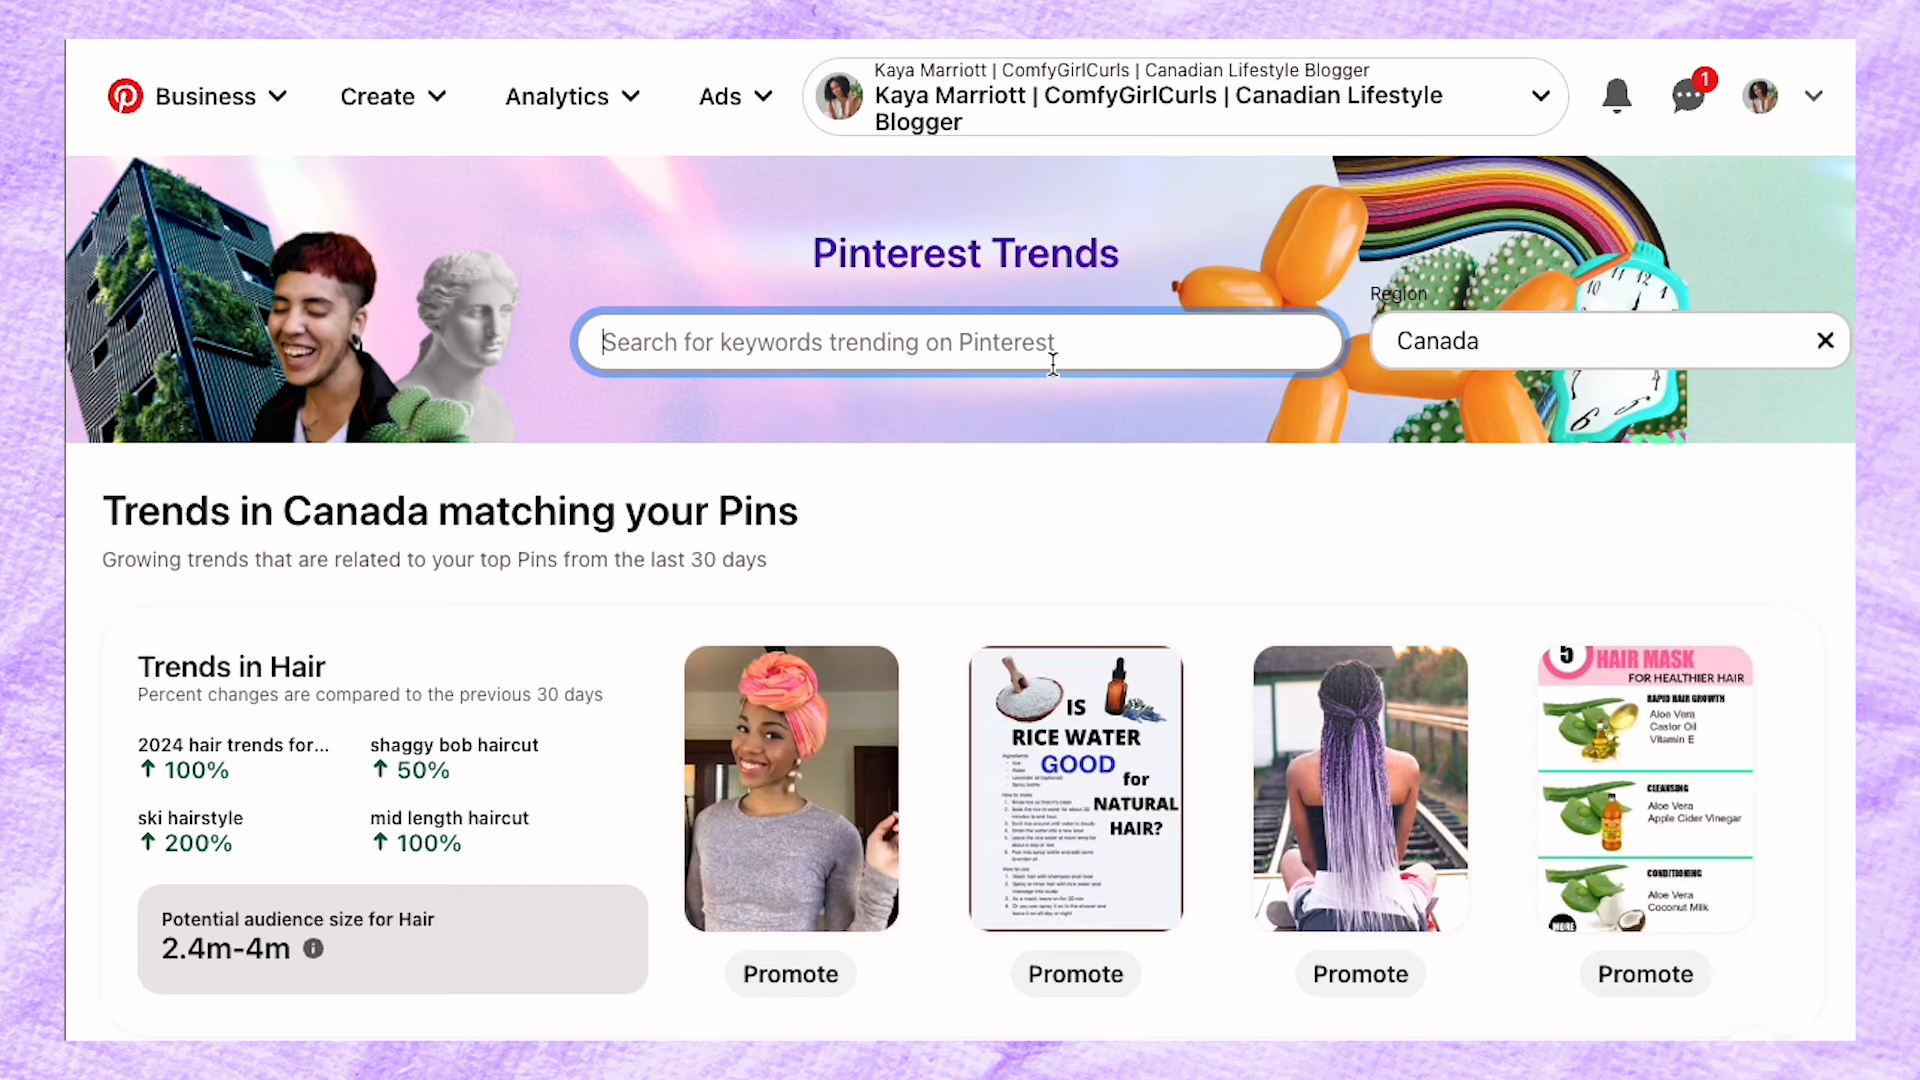 Business
Create
Analytics
Ads
Kaya Marriott | ComfyGirlCurls | Canadian Lifestyle Blogger
Kaya Marriott | ComfyGirlCurls | Canadian Lifestyle
Blogger
1
Pinterest Trends
Region
Search for keywords trending on Pinterest
Canada
Trends in Canada matching your Pins
Growing trends that are related to your top Pins from the last 30 days
Trends in Hair
Percent changes are compared to the previous 30 days
2024 hair trends for...
100%
shaggy bob haircut
50%
ski hairstyle
200%
mid length haircut
100%
Potential audience size for Hair
2.4m-4m
IS
RICE WATER
GOOD
for
NATURAL
HAIR?
5 HAIR MASK
FOR HEALTHIER HAIR
RAPID HAIR GROWTH
Aloe Vera
Castor Oil
Vitamin E
CLEANSING
Aloe Vera
Apple Cider Vinegar
CONDITIONING
Aloe Vera
Coconut Milk
MORE
Promote
Promote
Promote
Promote